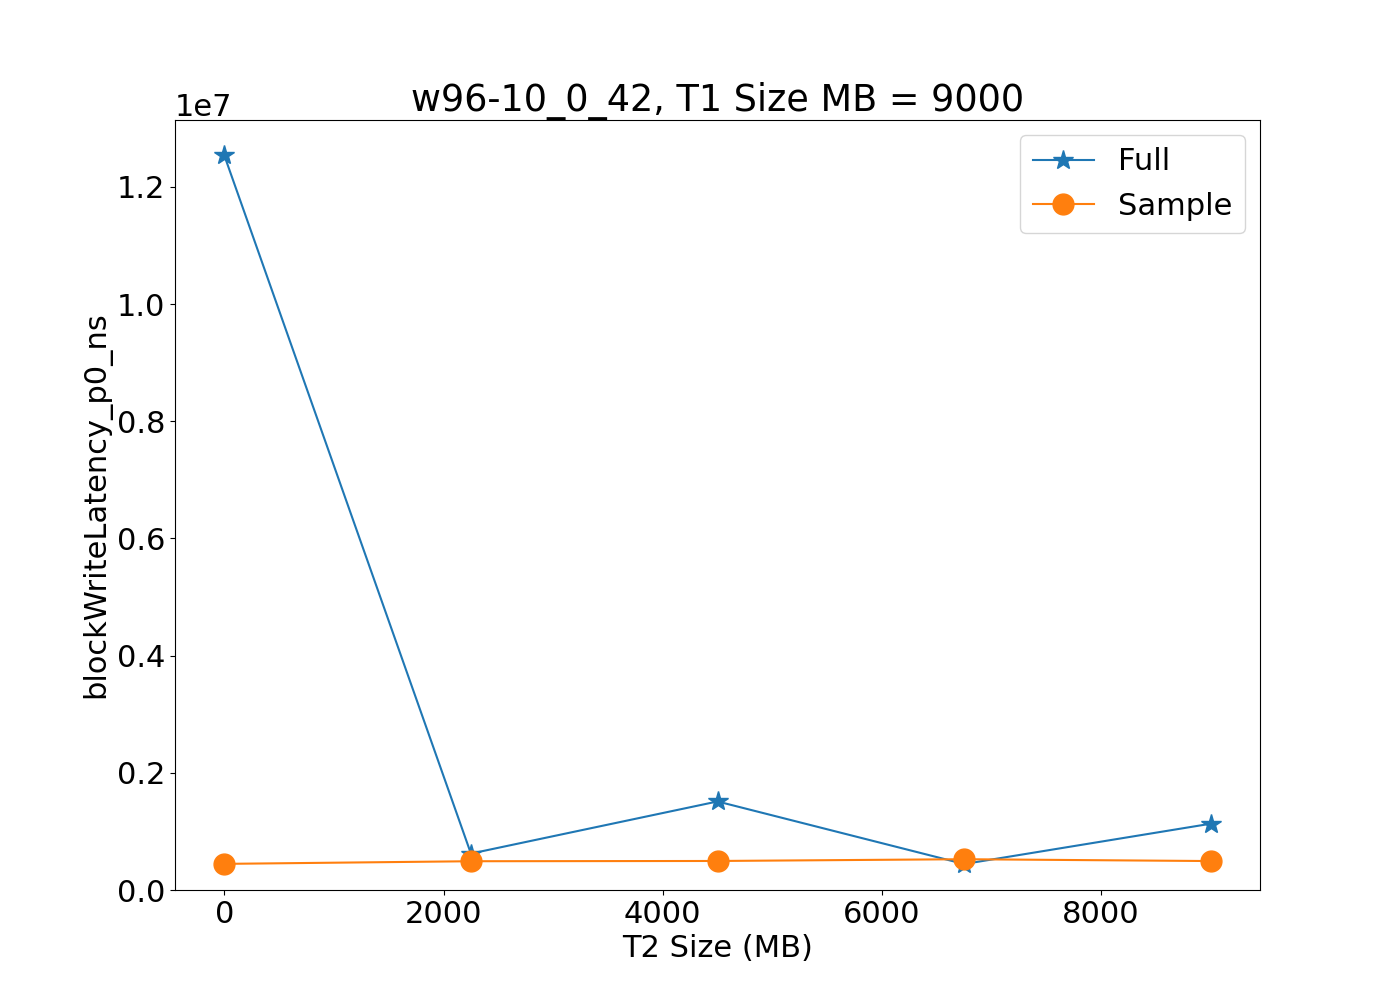 w96-10_0_42, T1 Size MB = 9000
1e7
Full
Sample
1.2
1.0
0.8
0.6
0.4
0.2
0.0
blockWriteLatency_p0_ns
0 2000 4000 6000 8000
T2 Size (MB)